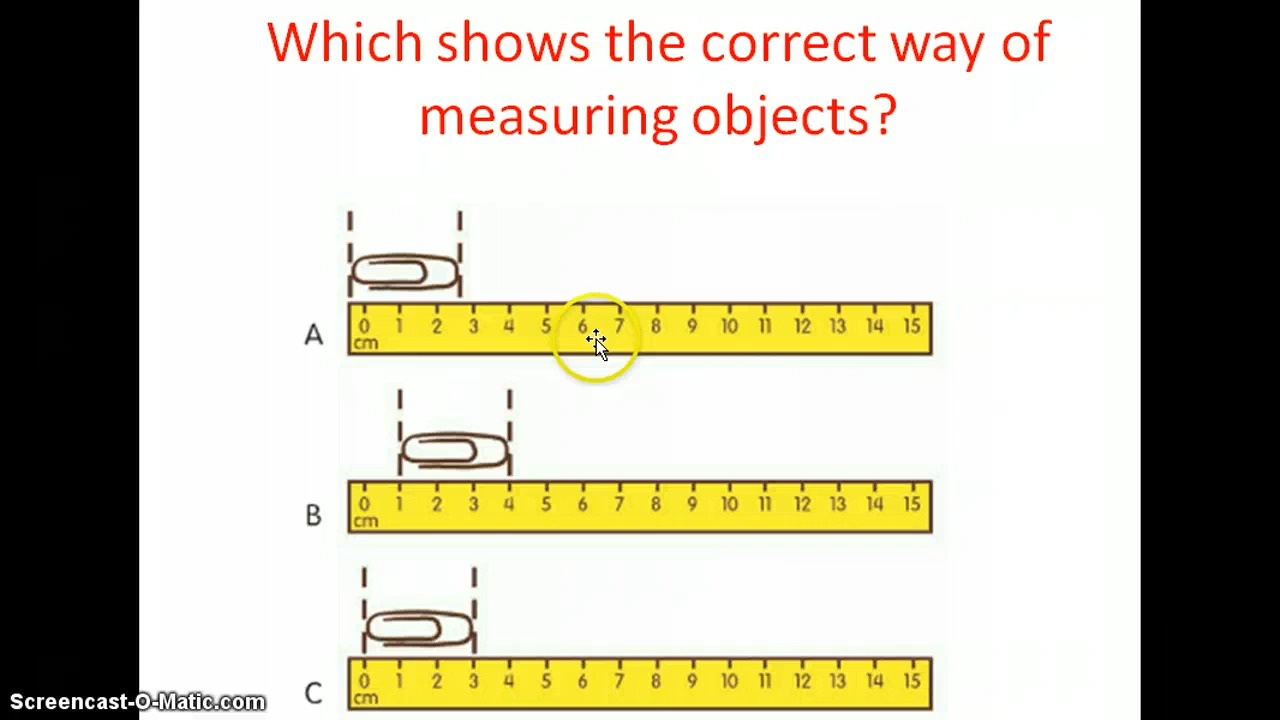 Which shows the correct way of
measuring objects?
A
0 1 2 3 4 5 6 7 8 9 10 11 12 13 14 15
cm
B
0 1 2 3 4 5 6 7 8 9 10 11 12 13 14 15
cm
C
0 1 2 3 4 5 6 7 8 9 10 11 12 13 14 15
cm
Screencast-O-Matic.com